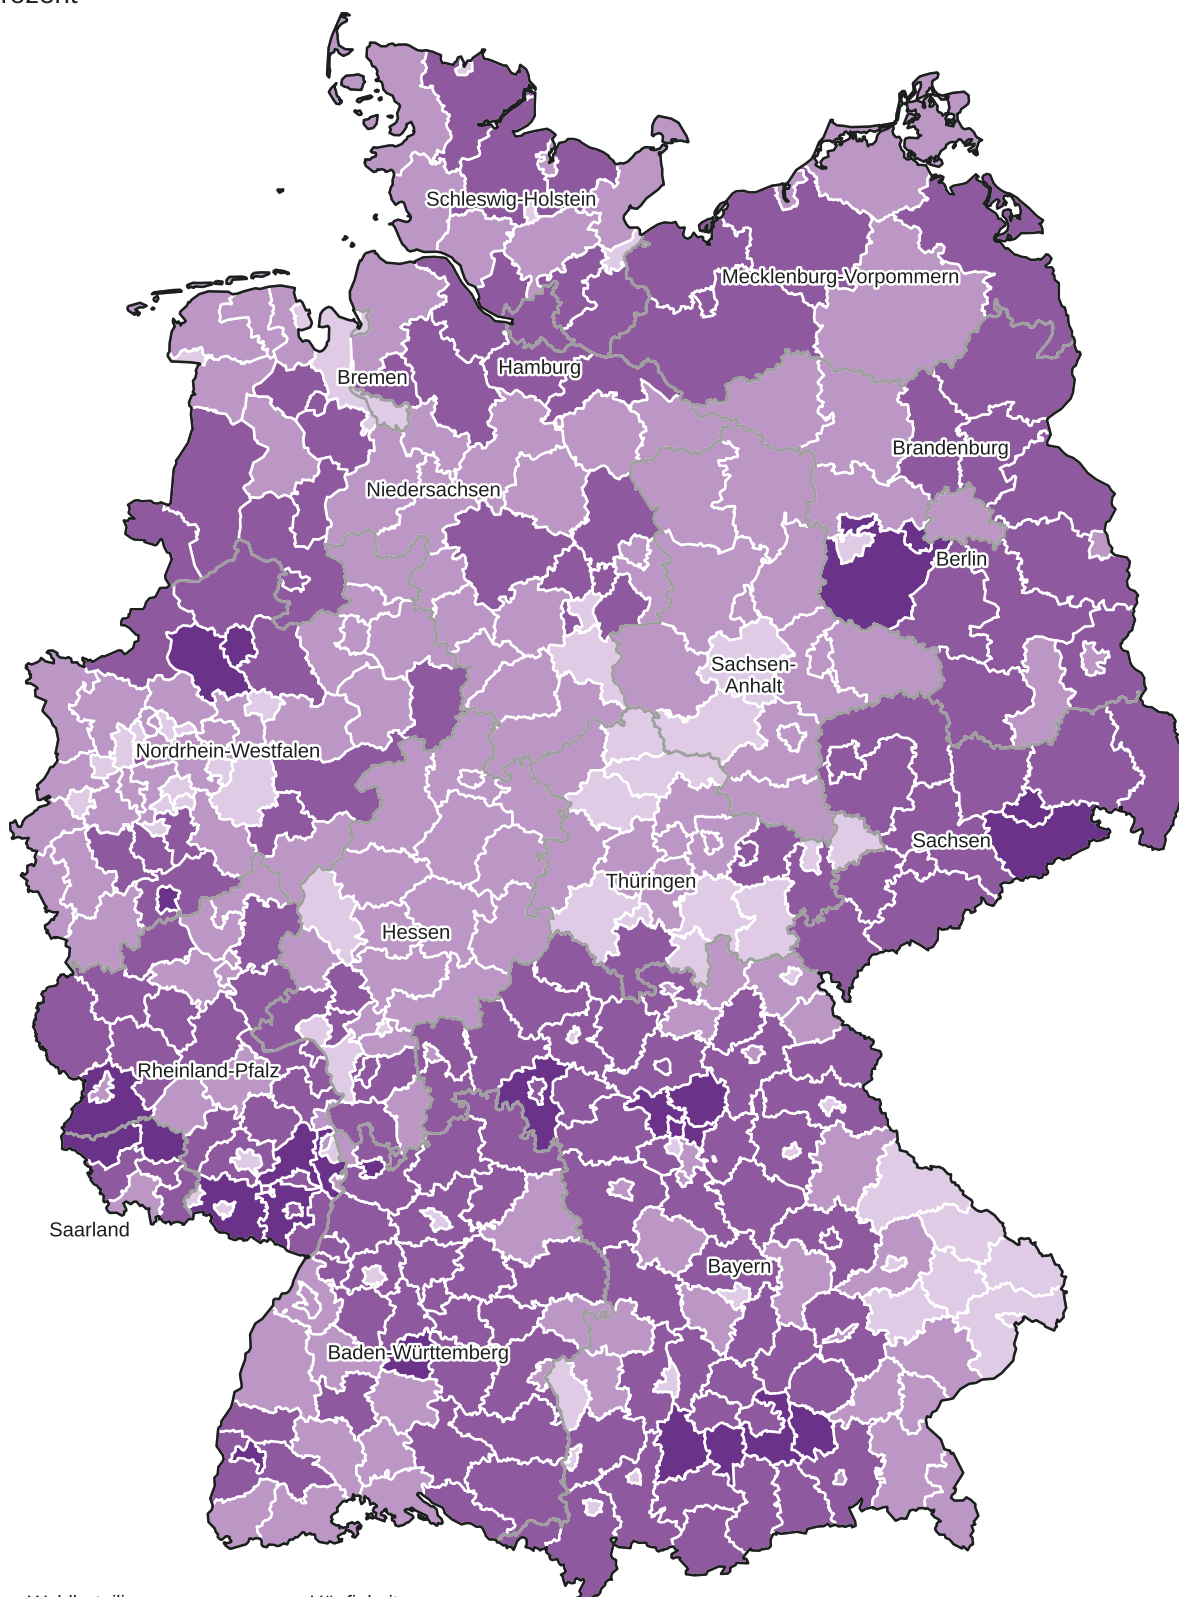 Schleswig-Holstein
Mecklenburg-Vorpommern
Hamburg
Bremen
Brandenburg
Niedersachsen
Berlin
Sachsen-
Anhalt
Nordrhein-Westfalen
Sachsen
Thüringen
Hessen
Rheinland-Pfalz
Saarland
Bayern
Baden-Württemberg